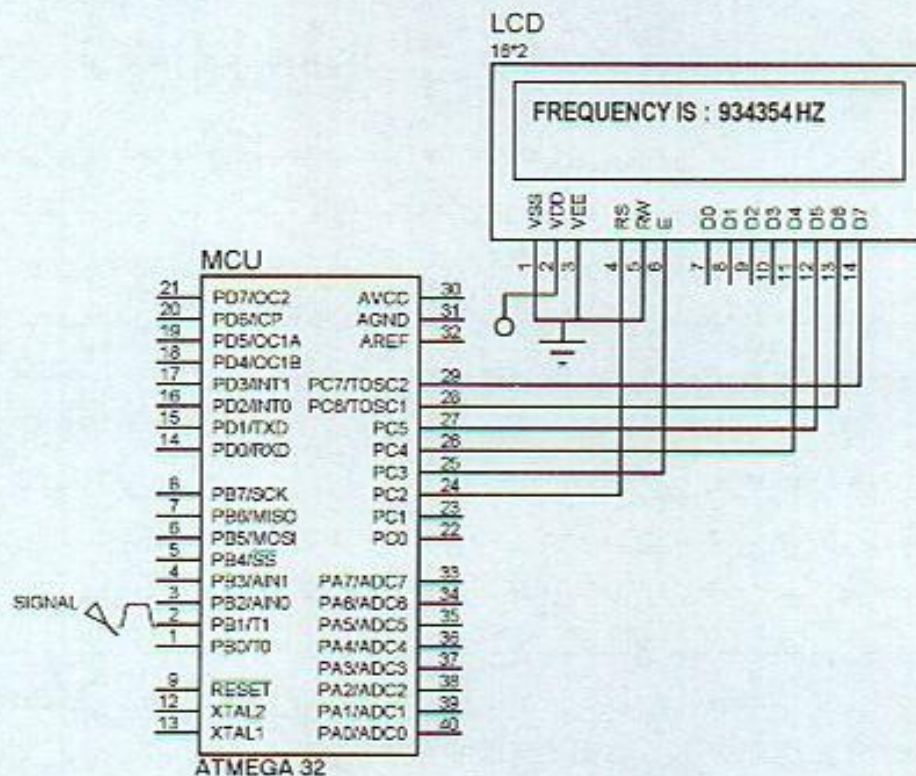 LCD
16*2
FREQUENCY IS : 934354 HZ
VSS VDD VEE RS RW E D0 D1 D2 D3 D4 D5 D6 D7
1 2 3 4 5 6 7 8 9 10 11 12 13 14
MCU
21 PD7/OC2 AVCC 30
20 PD6/ICP AGND 31
19 PD5/OC1A AREF 32
18 PD4/OC1B
17 PD3/INT1 PC7/TOSC2 29
16 PD2/INT0 PC6/TOSC1 28
15 PD1/TXD PC5 27
14 PD0/RXD PC4 26
PC3 25
8 PB7/SCK PC2 24
7 PB6/MISO PC1 23
6 PB5/MOSI PC0 22
5 PB4/SS
4 PB3/AIN1 PA7/ADC7 33
SIGNAL 3 PB2/AIN0 PA6/ADC6 34
2 PB1/T1 PA5/ADC5 35
1 PB0/T0 PA4/ADC4 36
PA3/ADC3 37
9 RESET PA2/ADC2 38
12 XTAL2 PA1/ADC1 39
13 XTAL1 PA0/ADC0 40
ATMEGA 32